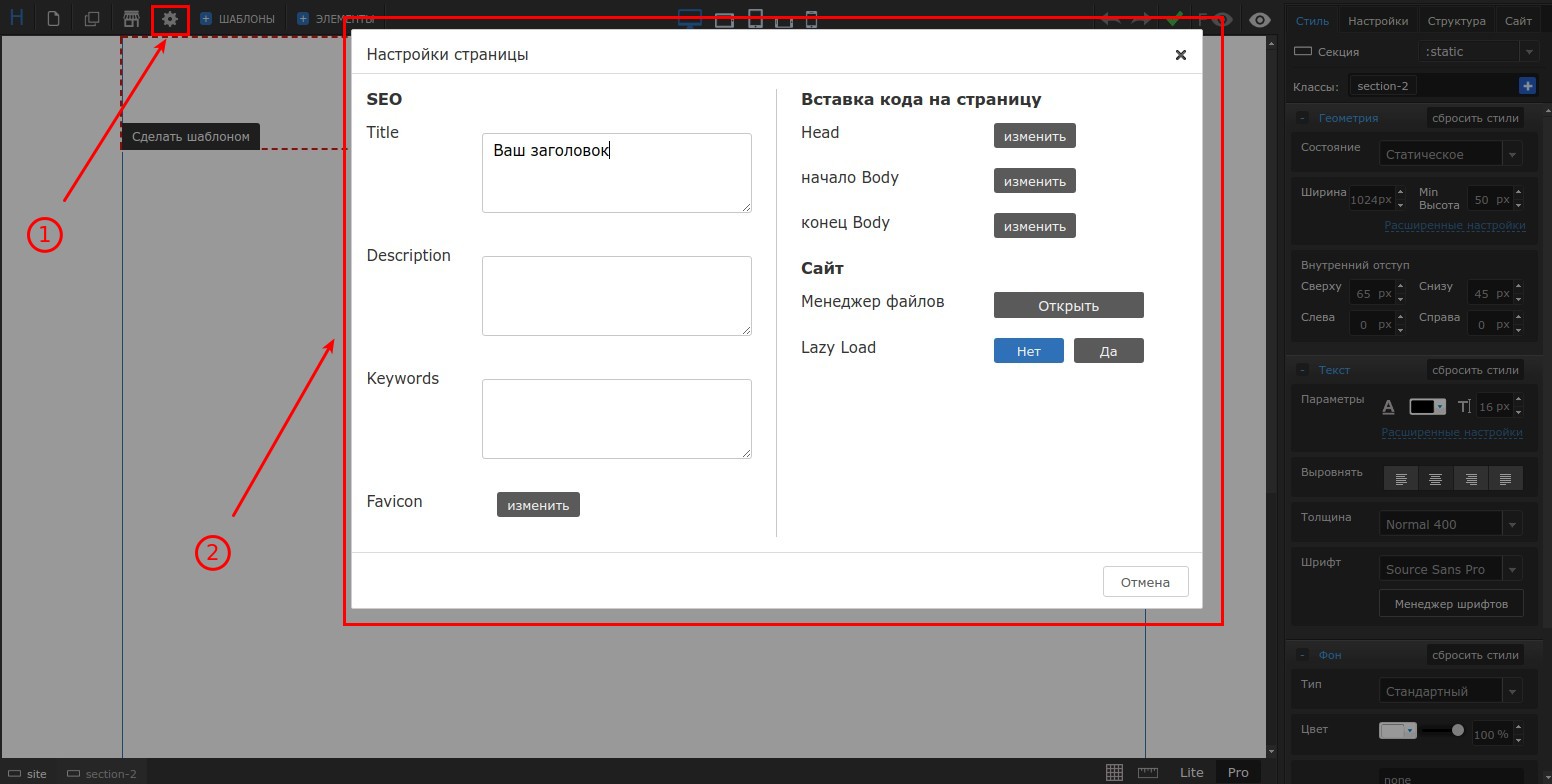 H
ШАБЛОНЫ
ЭЛЕМЕНТЫ
Стиль Настройки Структура Сайт
Секция :static
Классы: section-2
Сделать шаблоном
1
2
Настройки страницы
SEO
Title
Ваш заголовок
Description
Keywords
Favicon изменить
Вставка кода на страницу
Head изменить
начало Body изменить
конец Body изменить
Сайт
Менеджер файлов Открыть
Lazy Load Нет Да
Отмена
- Геометрия сбросить стили
Состояние Статическое
Ширина 1024px Min Высота 50 px
Расширенные настройки
Внутренний отступ
Сверху 65 px Снизу 45 px
Слева 0 px Справа 0 px
- Текст сбросить стили
Параметры A T 16 px
Расширенные настройки
Выровнять
Толщина Normal 400
Шрифт Source Sans Pro
Менеджер шрифтов
- Фон сбросить стили
Тип Стандартный
Цвет 100 %
none
site section-2
Lite Pro